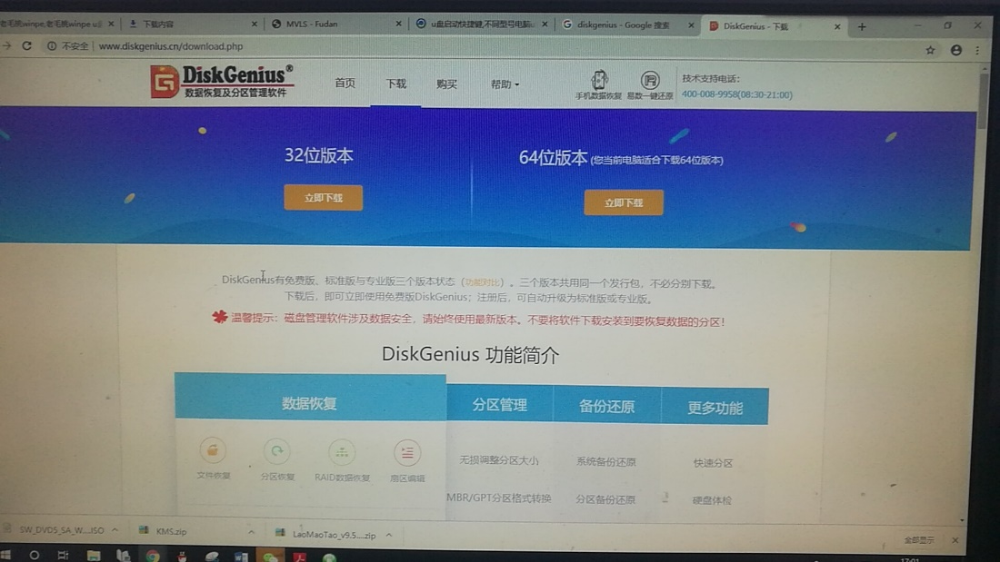 老毛桃winpe,老毛桃winpe u
下载内容
MVLS - Fudan
u盘启动快捷键,不同型号电脑
diskgenius - Google 搜索
DiskGenius - 下载
不安全 | www.diskgenius.cn/download.php
DiskGenius®
数据恢复及分区管理软件
首页
下载
购买
帮助
手机数据恢复
易数一键还原
技术支持电话：
400-008-9958(08:30-21:00)
32位版本
64位版本 (您当前电脑适合下载64位版本)
立即下载
立即下载
DiskGenius有免费版、标准版与专业版三个版本状态（功能对比）。三个版本共用同一个发行包，不必分别下载。
下载后，即可立即使用免费版DiskGenius；注册后，可自动升级为标准版或专业版。
温馨提示：磁盘管理软件涉及数据安全，请始终使用最新版本。不要将软件下载安装到要恢复数据的分区！
DiskGenius 功能简介
数据恢复
分区管理
备份还原
更多功能
文件恢复
分区恢复
RAID数据恢复
扇区编辑
无损调整分区大小
系统备份还原
快速分区
MBR/GPT分区格式转换
分区备份还原
硬盘体检
SW_DVD5_SA_W....ISO
KMS.zip
LaoMaoTao_v9.5....zip
全部显示
17:01